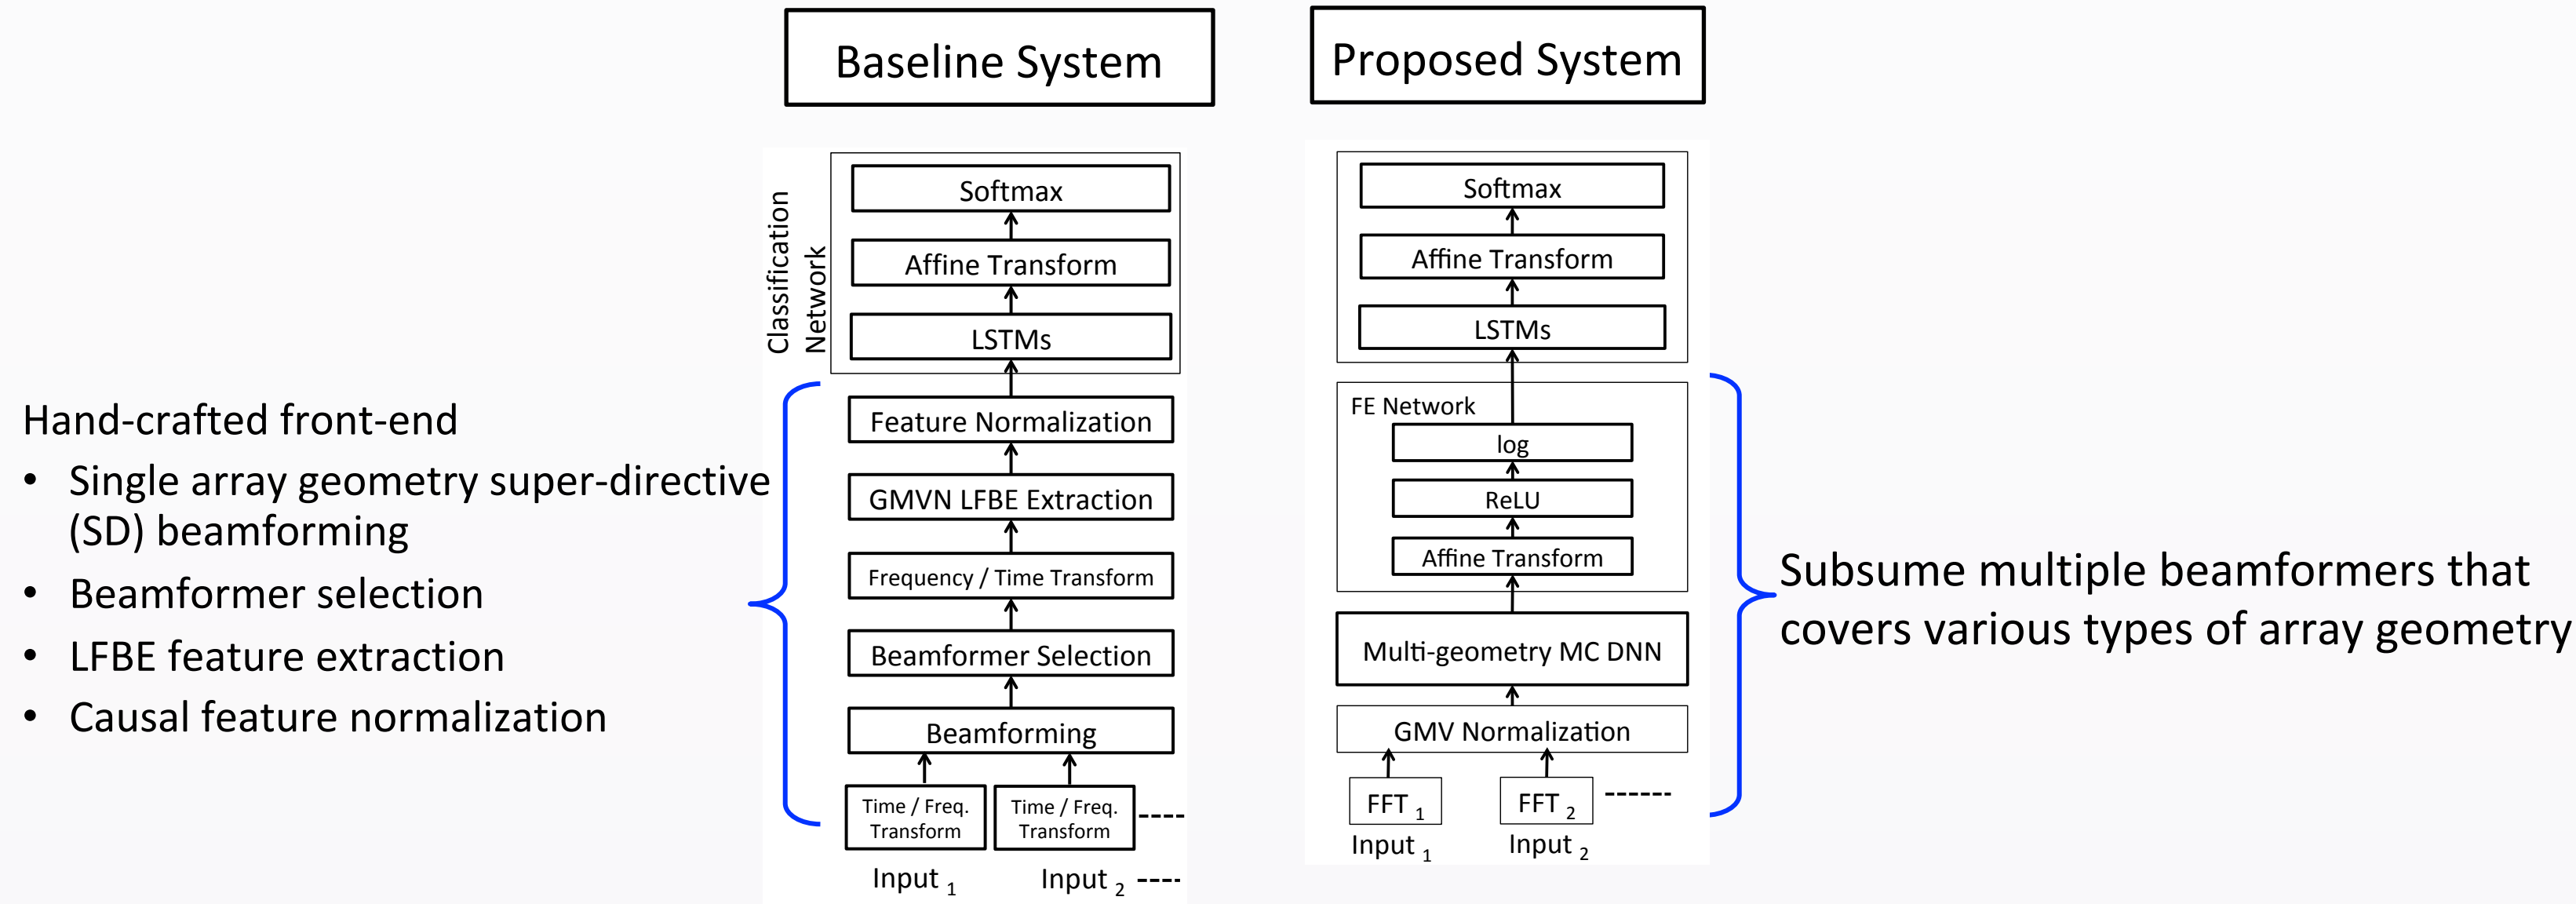 Baseline System
Proposed System
Hand-crafted front-end
• Single array geometry super-directive
(SD) beamforming
• Beamformer selection
• LFBE feature extraction
• Causal feature normalization
Classification
Network
Softmax
Affine Transform
LSTMs
Feature Normalization
GMVN LFBE Extraction
Frequency / Time Transform
Beamformer Selection
Beamforming
Time / Freq.
Transform
Time / Freq.
Transform
Input 1
Input 2
Softmax
Affine Transform
LSTMs
FE Network
log
ReLU
Affine Transform
Multi-geometry MC DNN
GMV Normalization
FFT 1
FFT 2
Input 1
Input 2
Subsume multiple beamformers that
covers various types of array geometry